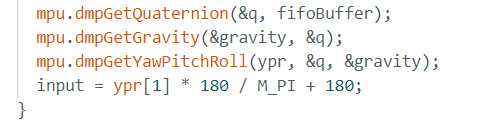 mpu.dmpGetQuaternion(&q, fifoBuffer);
mpu.dmpGetGravity(&gravity, &q);
mpu.dmpGetYawPitchRoll(ypr, &q, &gravity);
input = ypr[1] * 180 / M_PI + 180;
}